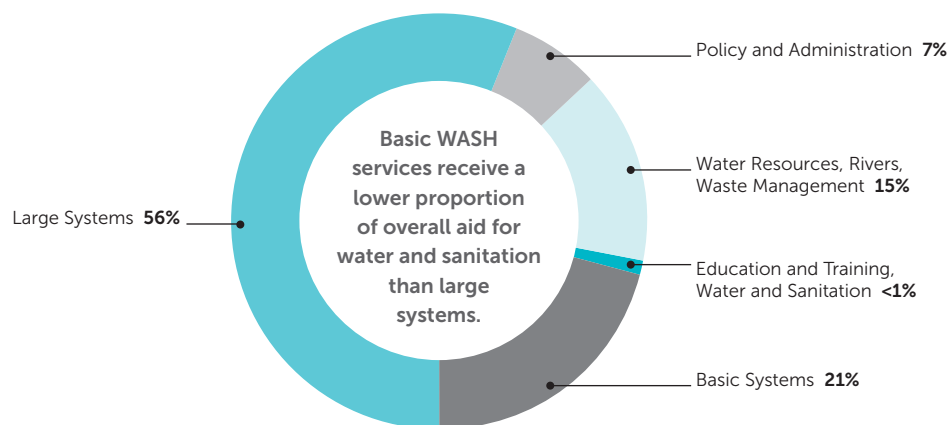 Policy and Administration 7%
Basic WASH
services receive a
lower proportion
of overall aid for
water and sanitation
than large
systems.
Water Resources, Rivers,
Waste Management 15%
Large Systems 56%
Education and Training,
Water and Sanitation <1%
Basic Systems 21%